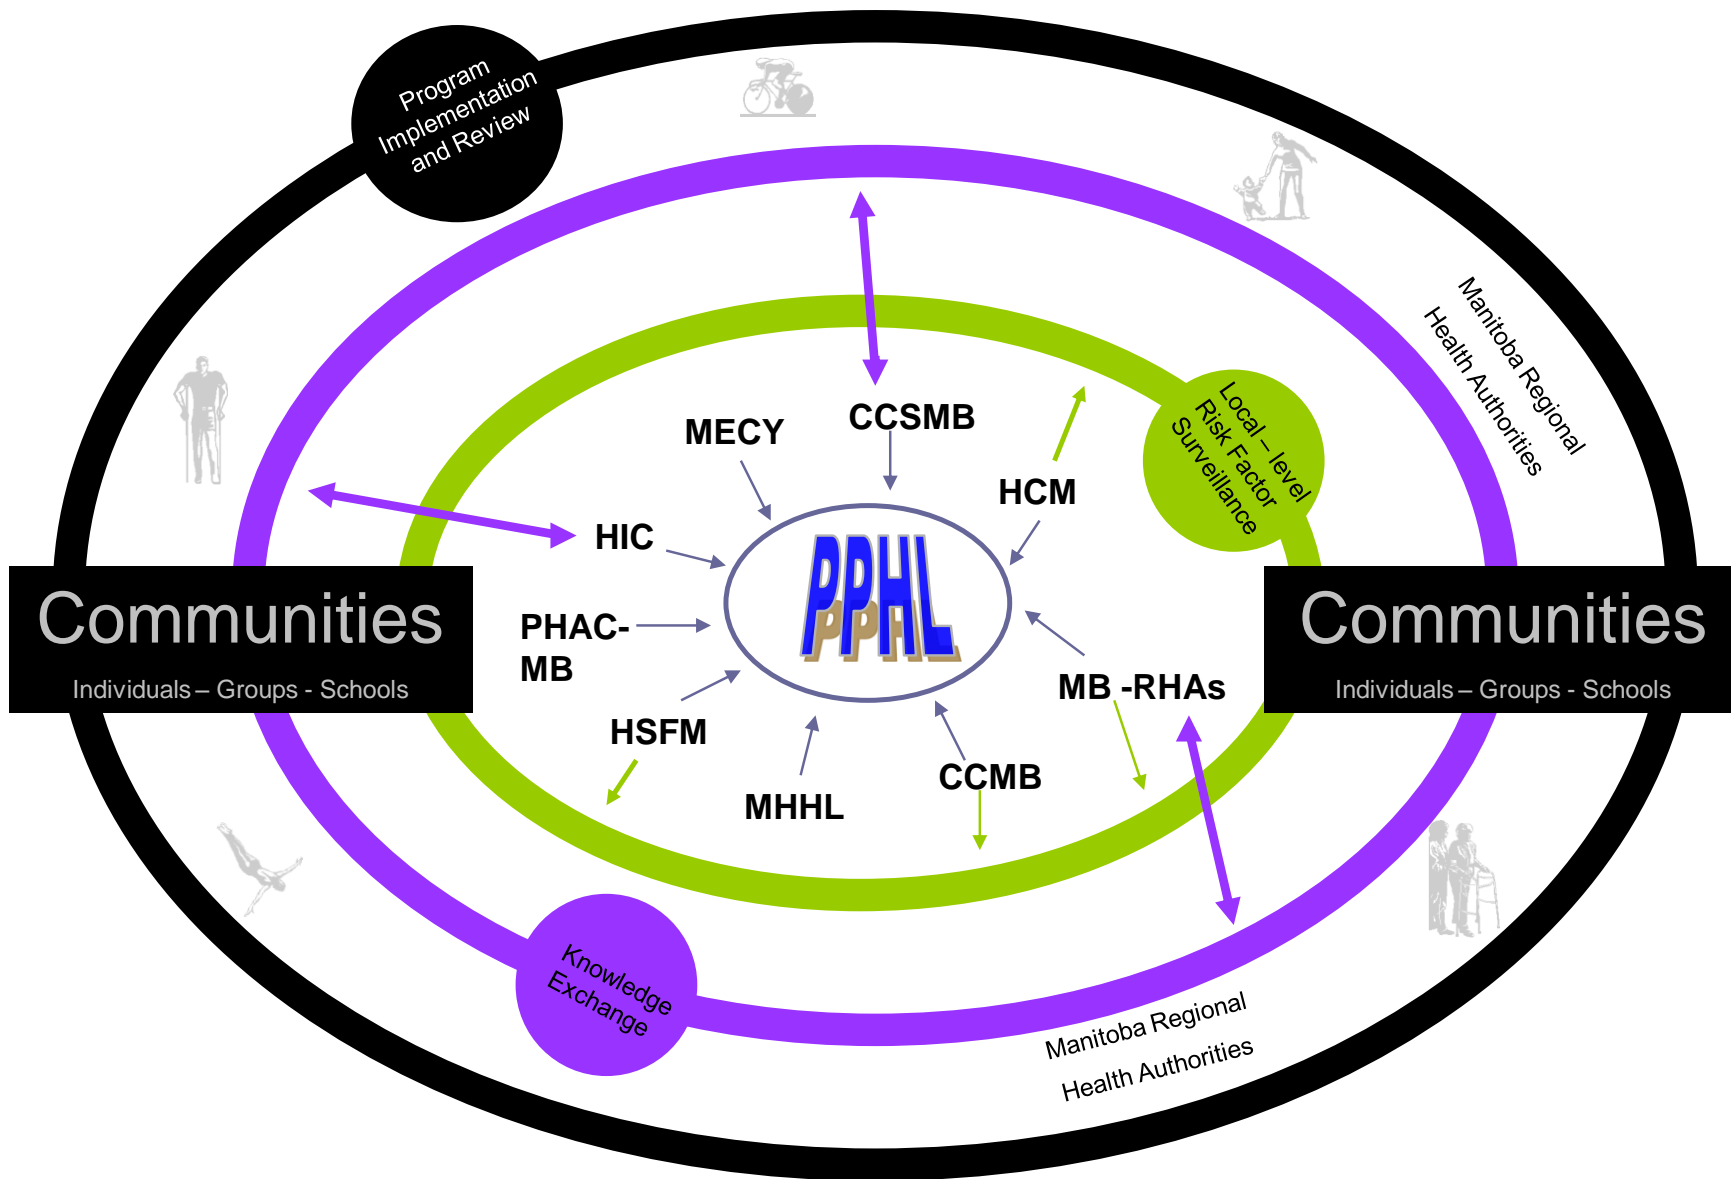 Program
Implementation
and Review
Manitoba Regional
Health Authorities
Local – level
Risk Factor
Surveillance
MECY
CCSMB
HCM
HIC
PPHL
Communities
Individuals – Groups - Schools
Communities
Individuals – Groups - Schools
PHAC-
MB
MB -RHAs
HSFM
CCMB
MHHL
Knowledge
Exchange
Manitoba Regional
Health Authorities